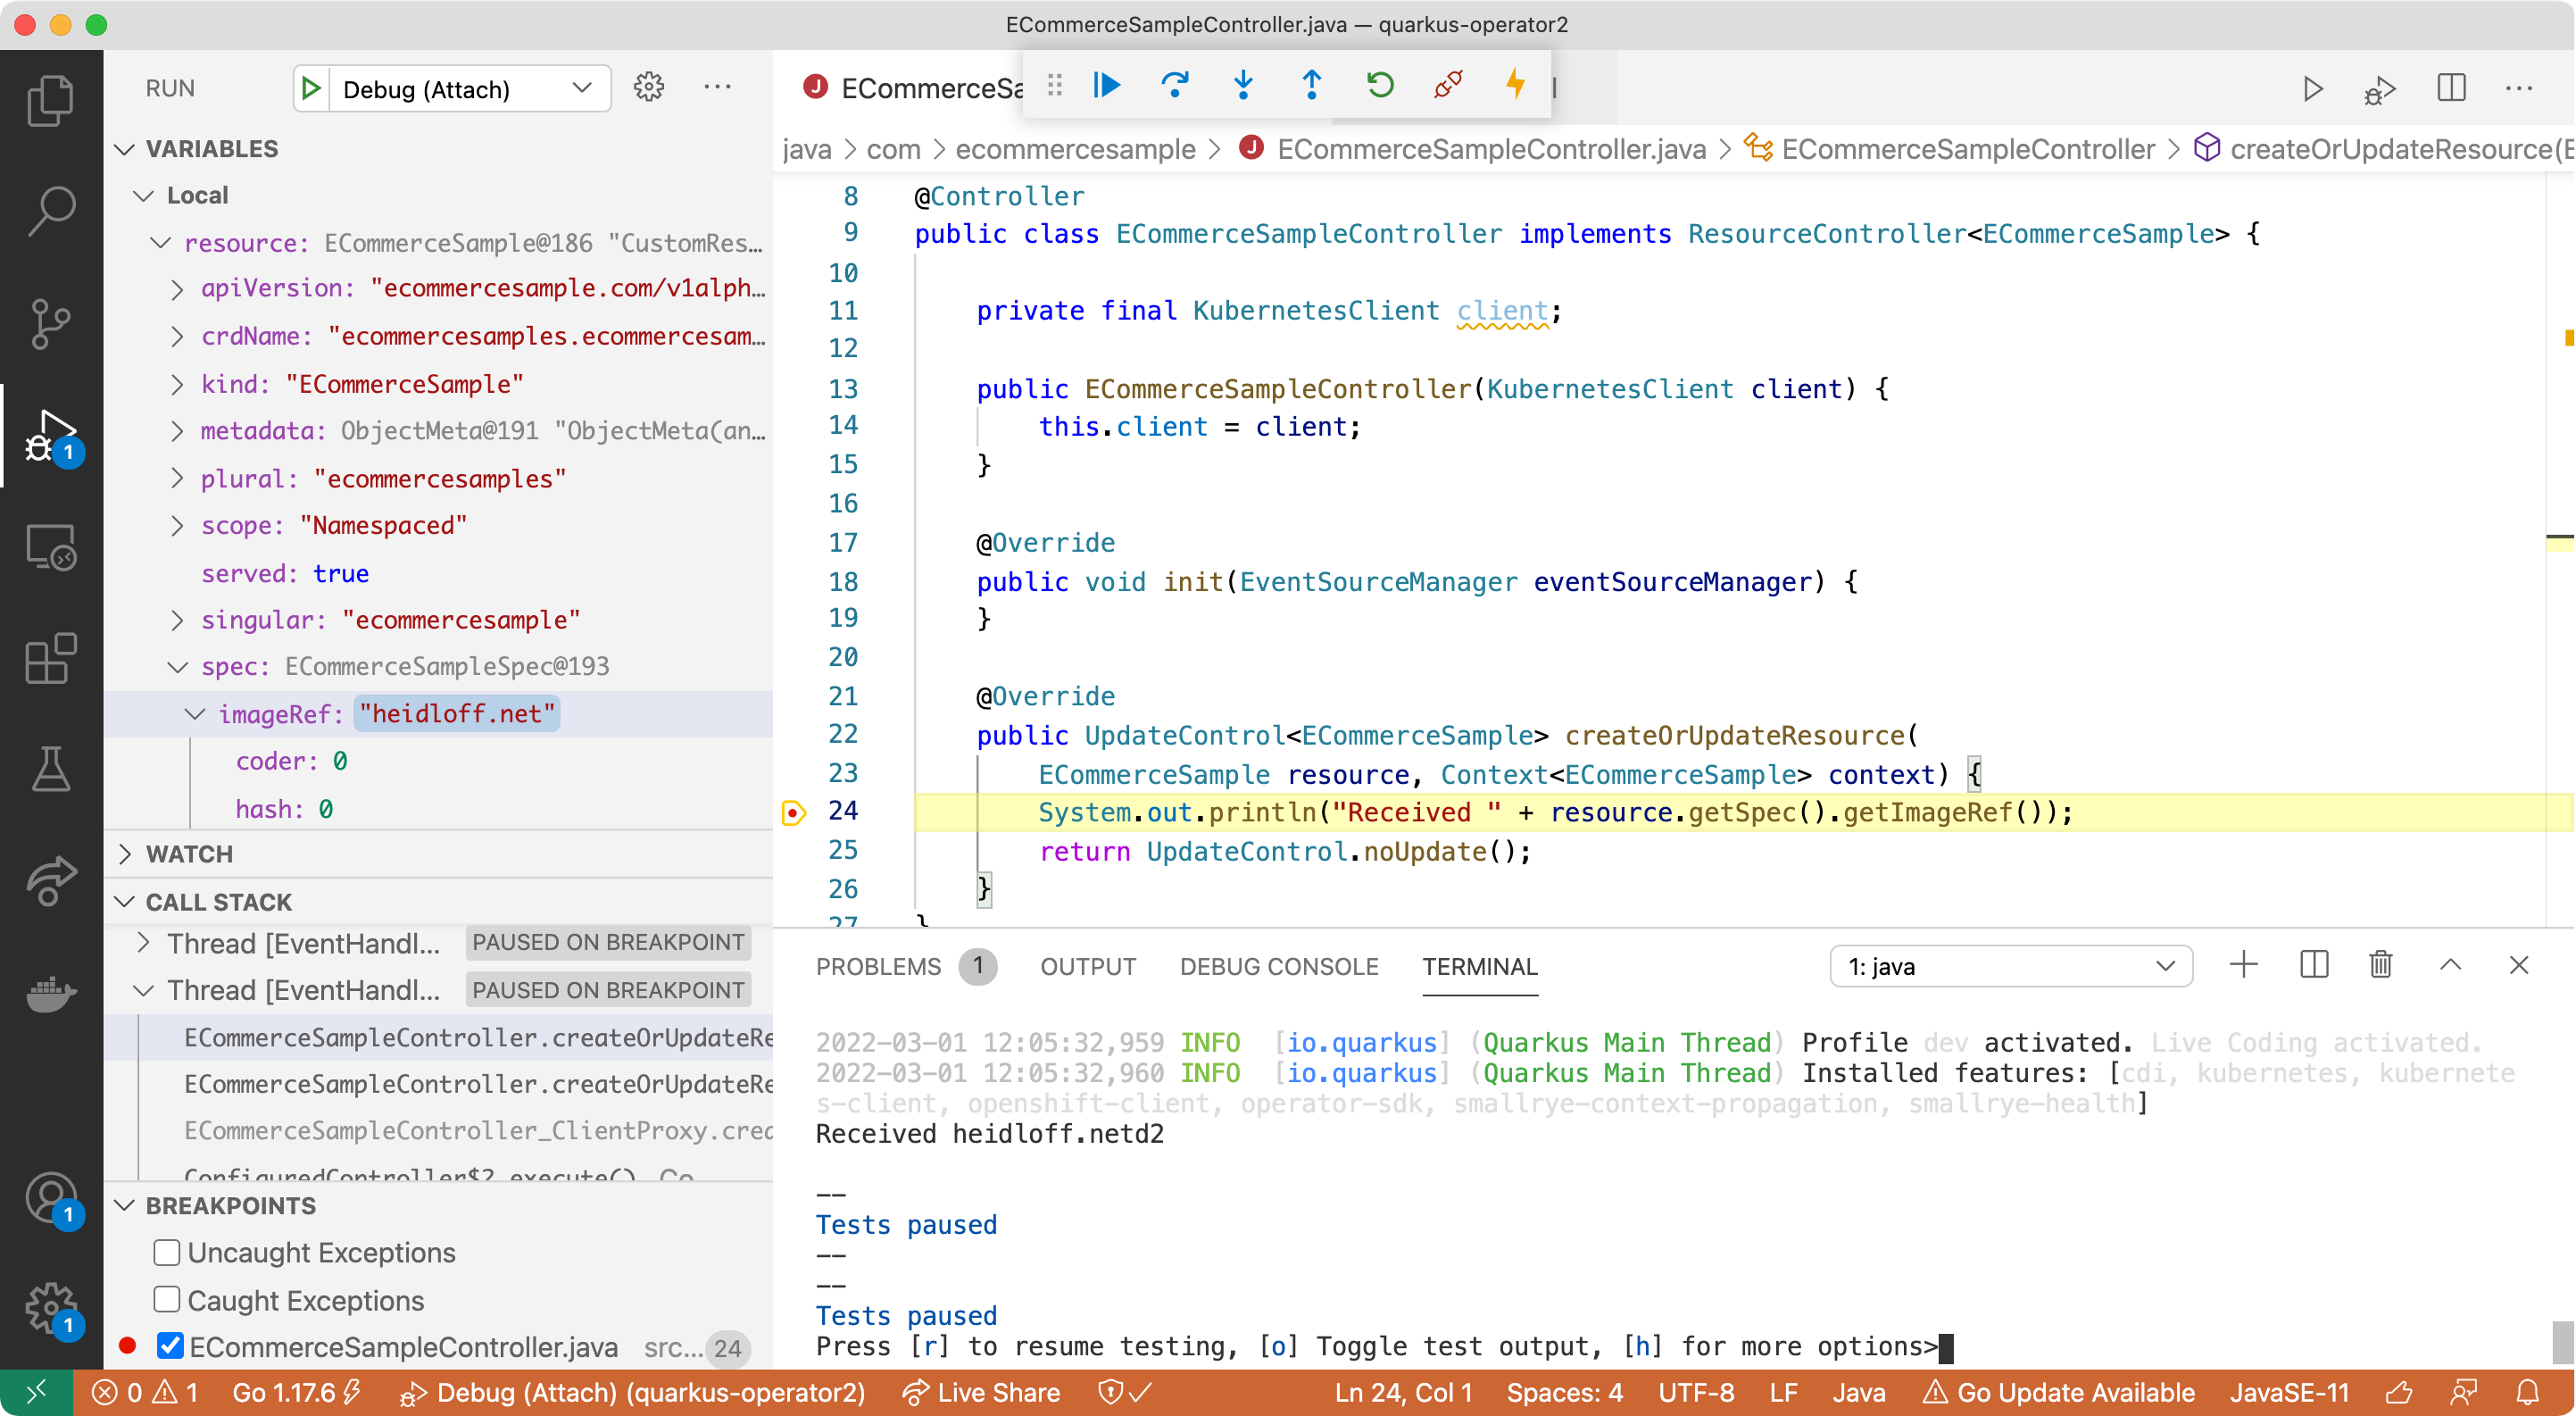 ECommerceSampleController.java — quarkus-operator2
RUN
Debug (Attach)
VARIABLES
Local
resource: ECommerceSample@186 "CustomRes…
apiVersion: "ecommercesample.com/v1alph…
crdName: "ecommercesamples.ecommercesam…
kind: "ECommerceSample"
metadata: ObjectMeta@191 "ObjectMeta(an…
plural: "ecommercesamples"
scope: "Namespaced"
served: true
singular: "ecommercesample"
spec: ECommerceSampleSpec@193
imageRef: "heidloff.net"
coder: 0
hash: 0
WATCH
CALL STACK
Thread [EventHandl... PAUSED ON BREAKPOINT
Thread [EventHandl... PAUSED ON BREAKPOINT
ECommerceSampleController.createOrUpdateRe
ECommerceSampleController.createOrUpdateRe
ECommerceSampleController_ClientProxy.crea
ConfiguredController$2.execute() Co
BREAKPOINTS
Uncaught Exceptions
Caught Exceptions
ECommerceSampleController.java src... 24
1
1
1
J ECommerceSa
java > com > ecommercesample > J ECommerceSampleController.java > ECommerceSampleController > createOrUpdateResource(E
8 @Controller
9 public class ECommerceSampleController implements ResourceController<ECommerceSample> {
10
11 private final KubernetesClient client;
12
13 public ECommerceSampleController(KubernetesClient client) {
14 this.client = client;
15 }
16
17 @Override
18 public void init(EventSourceManager eventSourceManager) {
19 }
20
21 @Override
22 public UpdateControl<ECommerceSample> createOrUpdateResource(
23 ECommerceSample resource, Context<ECommerceSample> context) {
24 System.out.println("Received " + resource.getSpec().getImageRef());
25 return UpdateControl.noUpdate();
26 }
27 }
PROBLEMS 1 OUTPUT DEBUG CONSOLE TERMINAL 1: java
2022-03-01 12:05:32,959 INFO [io.quarkus] (Quarkus Main Thread) Profile dev activated. Live Coding activated.
2022-03-01 12:05:32,960 INFO [io.quarkus] (Quarkus Main Thread) Installed features: [cdi, kubernetes, kubernete
s-client, openshift-client, operator-sdk, smallrye-context-propagation, smallrye-health]
Received heidloff.netd2
--
Tests paused
--
--
Tests paused
Press [r] to resume testing, [o] Toggle test output, [h] for more options>
0 1 Go 1.17.6 Debug (Attach) (quarkus-operator2) Live Share Ln 24, Col 1 Spaces: 4 UTF-8 LF Java Go Update Available JavaSE-11